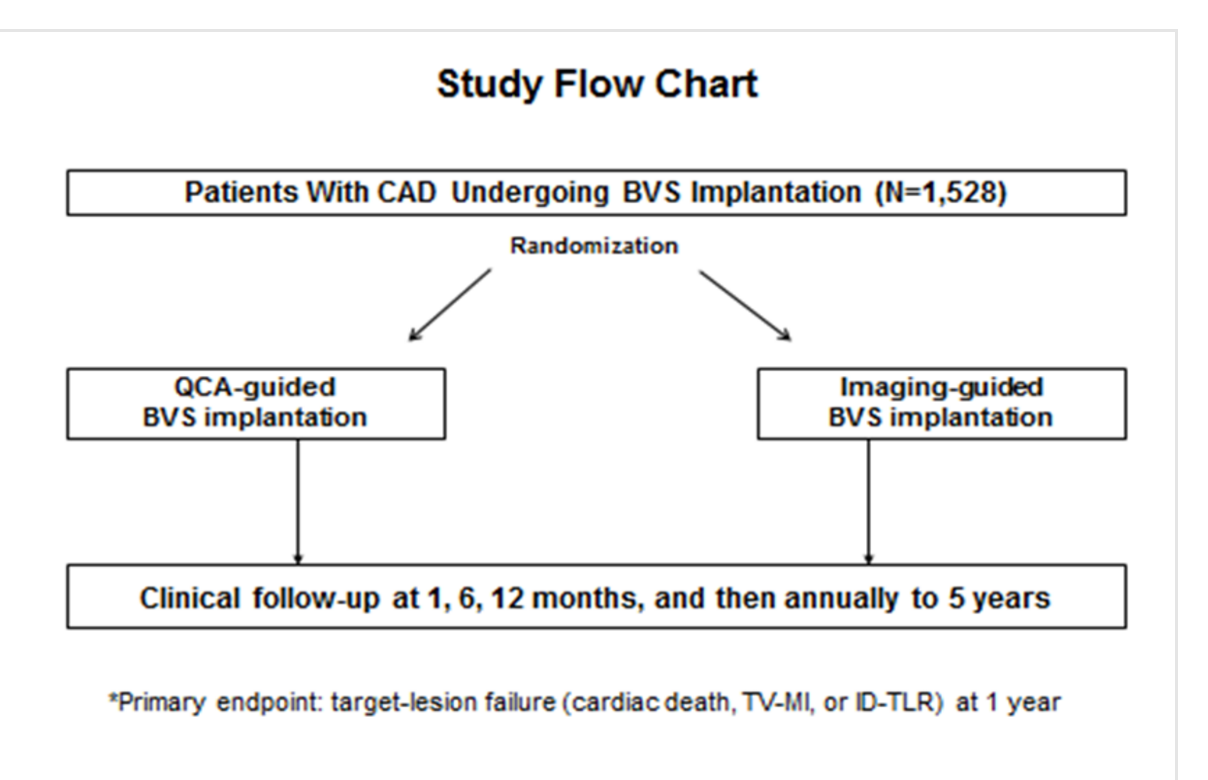 Study Flow Chart
Patients With CAD Undergoing BVS Implantation (N=1,528)
Randomization
QCA-guided
BVS implantation
Imaging-guided
BVS implantation
Clinical follow-up at 1, 6, 12 months, and then annually to 5 years
*Primary endpoint: target-lesion failure (cardiac death, TV-MI, or ID-TLR) at 1 year